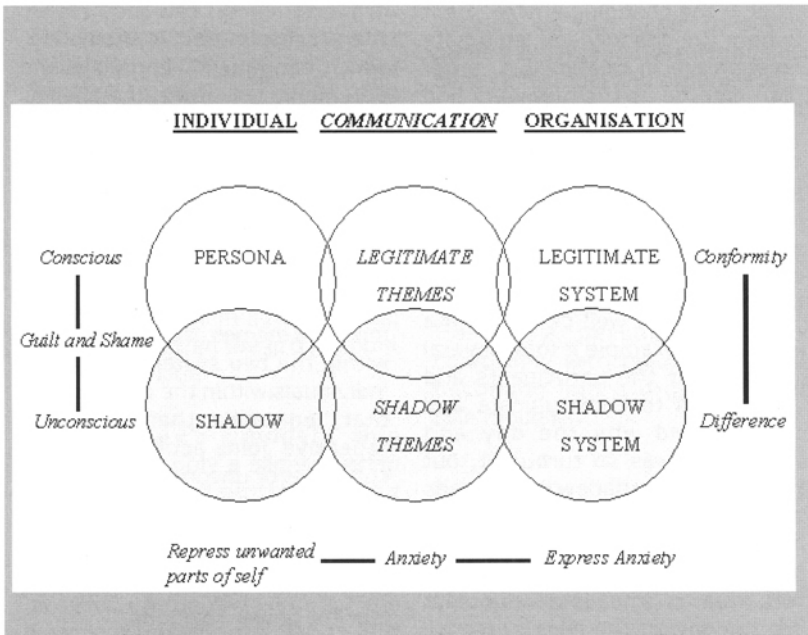 INDIVIDUAL COMMUNICATION ORGANISATION
Conscious
PERSONA
LEGITIMATE
THEMES
LEGITIMATE
SYSTEM
Conformity
Guilt and Shame
Unconscious
SHADOW
SHADOW
THEMES
SHADOW
SYSTEM
Difference
Repress unwanted
parts of self
Anxiety
Express Anxiety